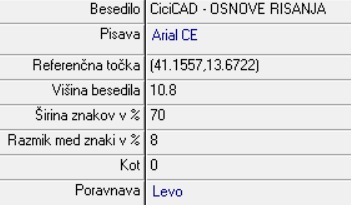 Besedilo CiciCAD - OSNOVE RISANJA
Pisava Arial CE
Referenčna točka (41.1557,13.6722)
Višina besedila 10.8
Širina znakov v % 70
Razmik med znaki v % 8
Kot 0
Poravnava Levo